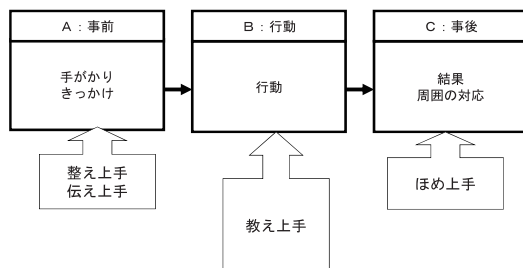 A：事前
B：行動
C：事後
手がかり
きっかけ
行動
結果
周囲の対応
整え上手
伝え上手
教え上手
ほめ上手